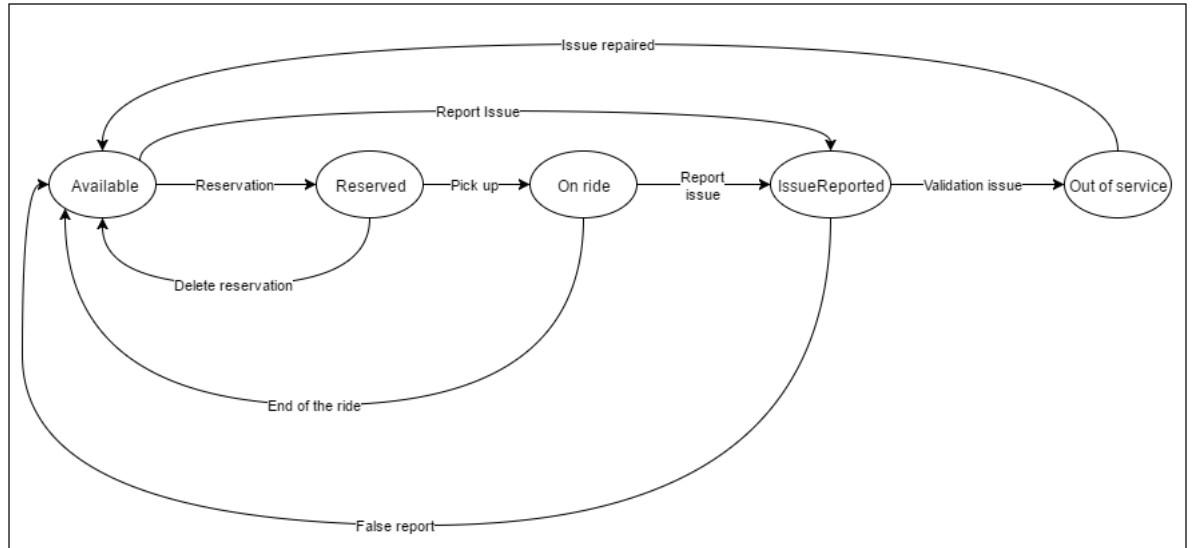 Issue repaired
Report Issue
Available
Reservation
Reserved
Pick up
On ride
Report
issue
IssueReported
Validation issue
Out of service
Delete reservation
End of the ride
False report